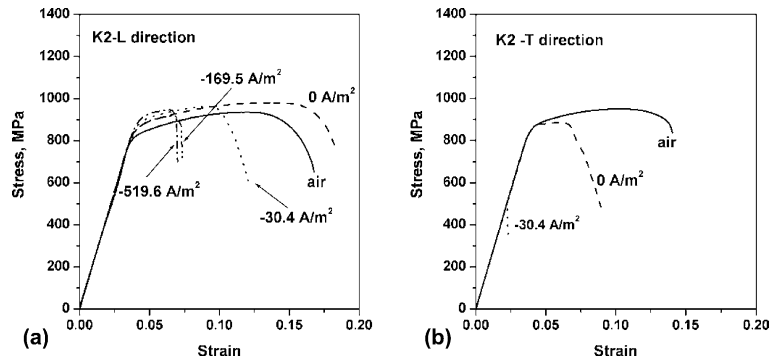 K2-L direction
-169.5 A/m²
0 A/m²
-519.6 A/m²
air
-30.4 A/m²
Stress, MPa
1400
1200
1000
800
600
400
200
0
0.00 0.05 0.10 0.15 0.20
Strain
(a)
K2 -T direction
air
0 A/m²
-30.4 A/m²
Stress, MPa
1400
1200
1000
800
600
400
200
0
0.00 0.05 0.10 0.15 0.20
Strain
(b)